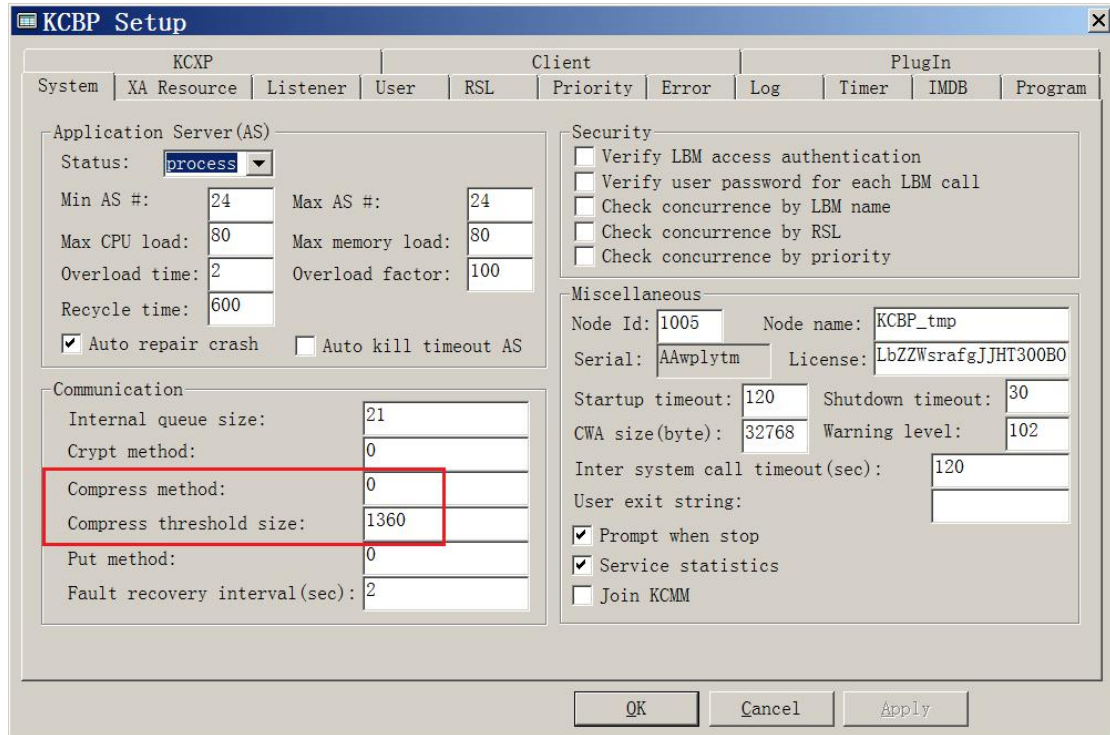 KCBP Setup
KCXP Client PlugIn
System XA Resource Listener User RSL Priority Error Log Timer IMDB Program
Application Server(AS)
Status: process
Min AS #: 24 Max AS #: 24
Max CPU load: 80 Max memory load: 80
Overload time: 2 Overload factor: 100
Recycle time: 600
Auto repair crash Auto kill timeout AS
Communication
Internal queue size: 21
Crypt method: 0
Compress method: 0
Compress threshold size: 1360
Put method: 0
Fault recovery interval(sec): 2
Security
Verify LBM access authentication
Verify user password for each LBM call
Check concurrence by LBM name
Check concurrence by RSL
Check concurrence by priority
Miscellaneous
Node Id: 1005 Node name: KCBP_tmp
Serial: AAwplytm License: LbZZWsrafgJJHT300BO
Startup timeout: 120 Shutdown timeout: 30
CWA size(byte): 32768 Warning level: 102
Inter system call timeout(sec): 120
User exit string:
Prompt when stop
Service statistics
Join KCMM
OK Cancel Apply